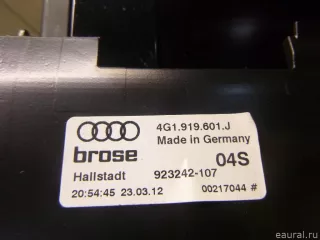 4G1.919.601.J
Made in Germany
brose
04S
Hallstadt 923242-107
20:54:45 23.03.12 00217044 #
© eaural.ru